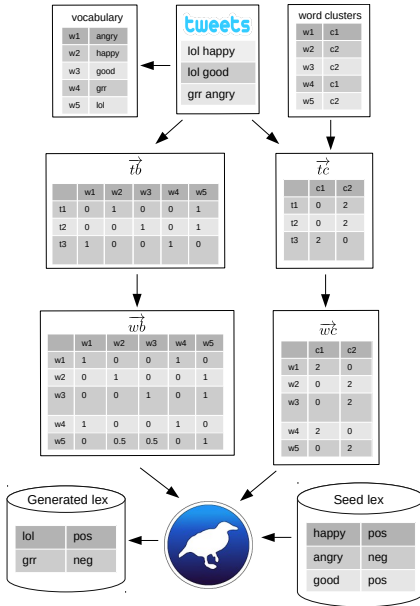 vocabulary
w1 angry
w2 happy
w3 good
w4 grr
w5 lol
tweets
lol happy
lol good
grr angry
word clusters
w1 c1
w2 c2
w3 c2
w4 c1
w5 c2
tb
w1 w2 w3 w4 w5
t1 0 1 0 0 1
t2 0 0 1 0 1
t3 1 0 0 1 0
tc
c1 c2
t1 0 2
t2 0 2
t3 2 0
wb
w1 w2 w3 w4 w5
w1 1 0 0 1 0
w2 0 1 0 0 1
w3 0 0 1 0 1
w4 1 0 0 1 0
w5 0 0.5 0.5 0 1
wc
c1 c2
w1 2 0
w2 0 2
w3 0 2
w4 2 0
w5 0 2
Generated lex
lol pos
grr neg
Seed lex
happy pos
angry neg
good pos